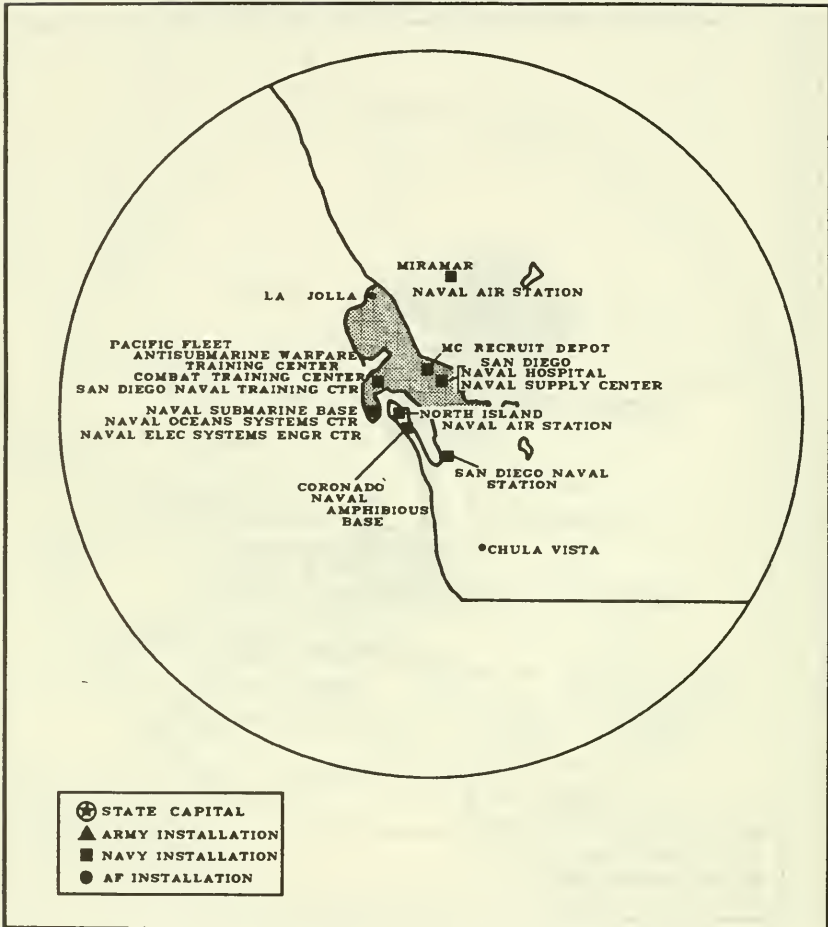 MIRAMAR
NAVAL AIR STATION
LA JOLLA
PACIFIC FLEET
ANTISUBMARINE WARFARE
TRAINING CENTER
COMBAT TRAINING CENTER
SAN DIEGO NAVAL TRAINING CTR
MC RECRUIT DEPOT
SAN DIEGO
NAVAL HOSPITAL
NAVAL SUPPLY CENTER
NAVAL SUBMARINE BASE
NAVAL OCEANS SYSTEMS CTR
NAVAL ELEC SYSTEMS ENGR CTR
NORTH ISLAND
NAVAL AIR STATION
SAN DIEGO NAVAL
STATION
CORONADO
NAVAL
AMPHIBIOUS
BASE
CHULA VISTA
STATE CAPITAL
ARMY INSTALLATION
NAVY INSTALLATION
AF INSTALLATION